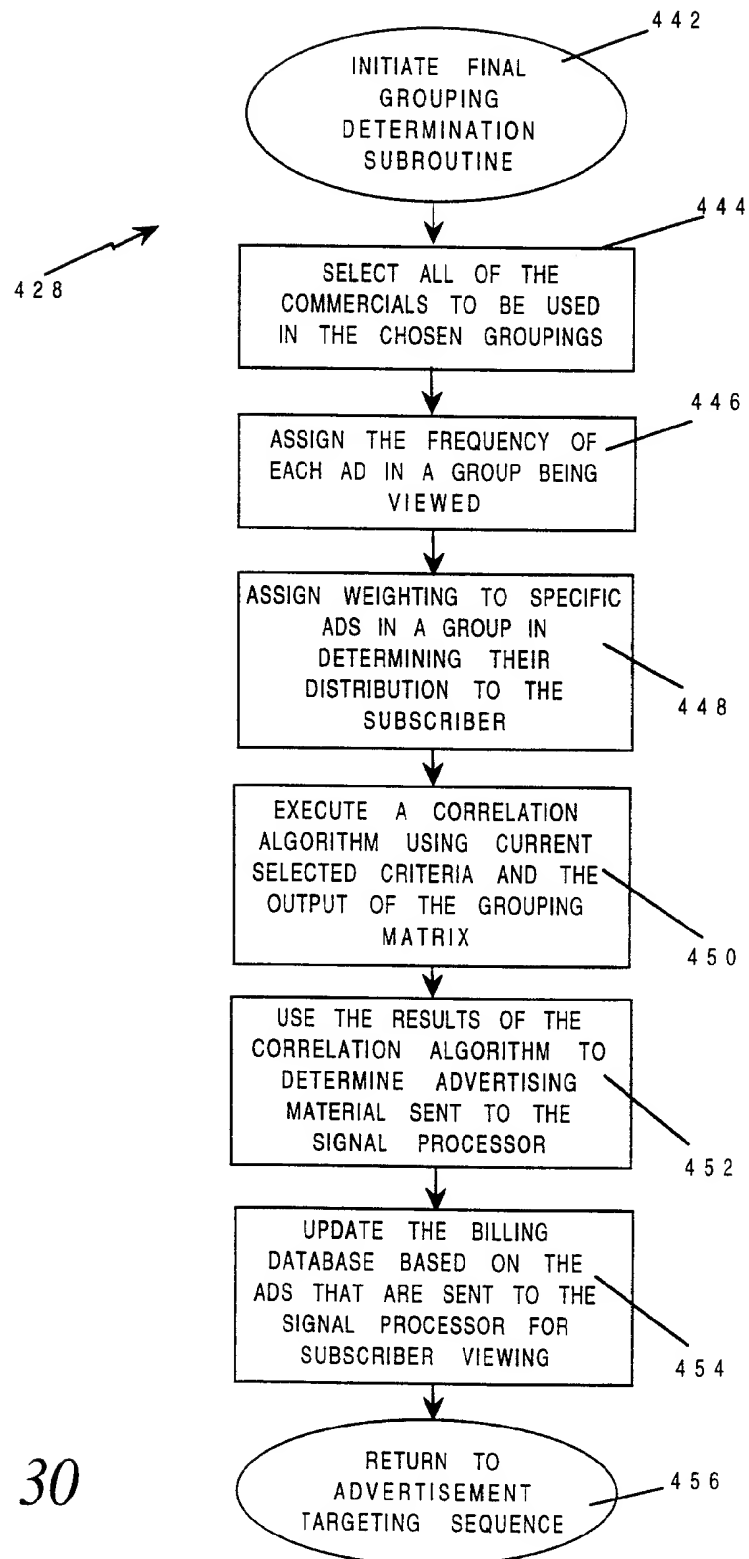 442
INITIATE FINAL
GROUPING
DETERMINATION
SUBROUTINE
428
444
SELECT ALL OF THE
COMMERCIALS TO BE USED
IN THE CHOSEN GROUPINGS
446
ASSIGN THE FREQUENCY OF
EACH AD IN A GROUP BEING
VIEWED
ASSIGN WEIGHTING TO SPECIFIC
ADS IN A GROUP IN
DETERMINING THEIR
DISTRIBUTION TO THE
SUBSCRIBER
448
EXECUTE A CORRELATION
ALGORITHM USING CURRENT
SELECTED CRITERIA AND THE
OUTPUT OF THE GROUPING
MATRIX
450
USE THE RESULTS OF THE
CORRELATION ALGORITHM TO
DETERMINE ADVERTISING
MATERIAL SENT TO THE
SIGNAL PROCESSOR
452
UPDATE THE BILLING
DATABASE BASED ON THE
ADS THAT ARE SENT TO THE
SIGNAL PROCESSOR FOR
SUBSCRIBER VIEWING
454
RETURN TO
ADVERTISEMENT
TARGETING SEQUENCE
456
30